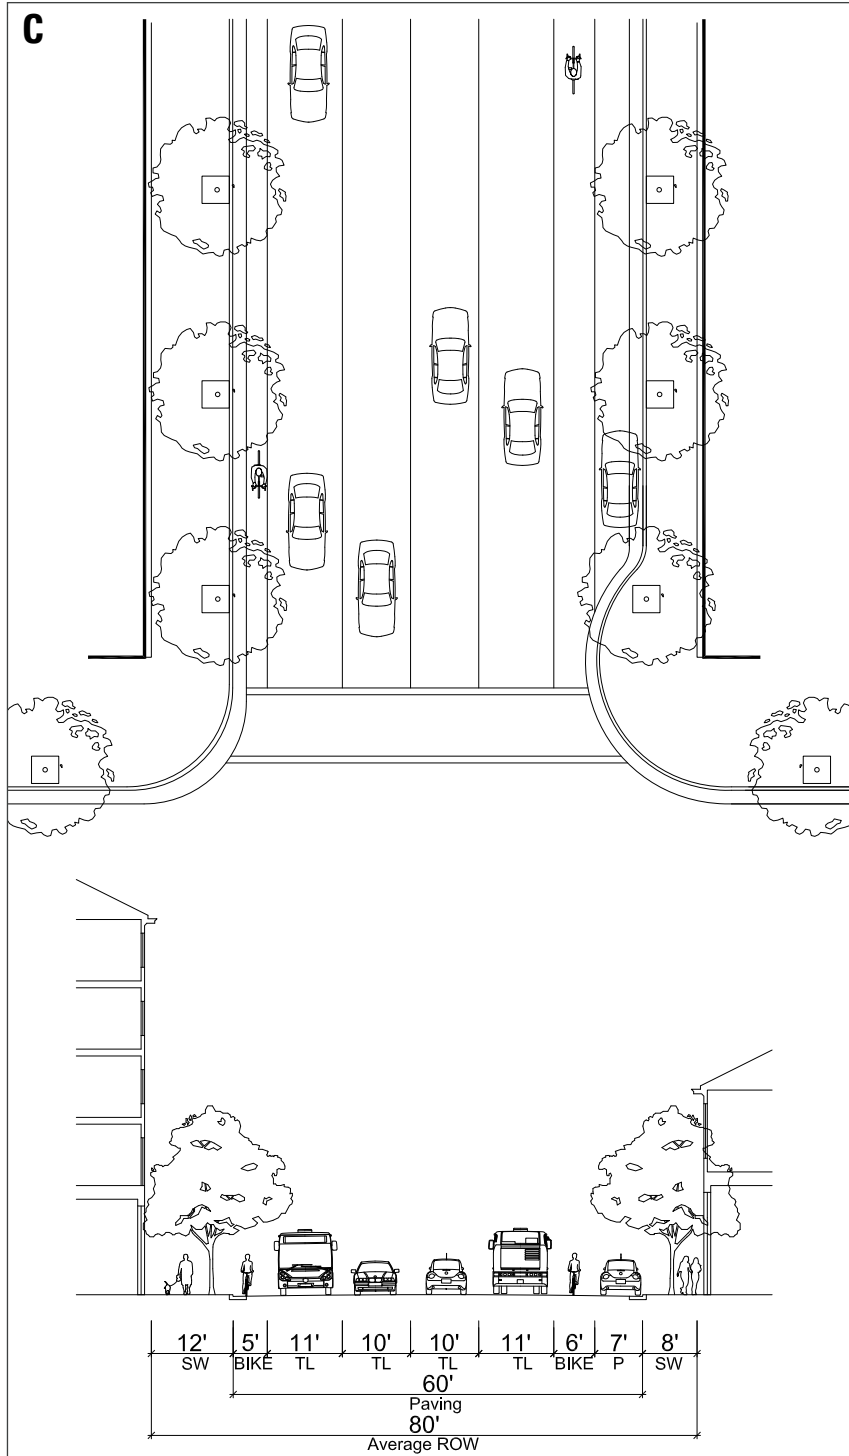 C
12' 5' 11' 10' 10' 11' 6' 7' 8'
SW BIKE TL TL TL TL BIKE P SW
60'
Paving
80'
Average ROW